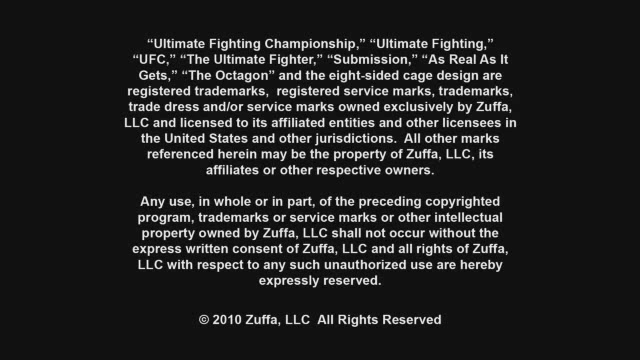 “Ultimate Fighting Championship,” “Ultimate Fighting,”
“UFC,” “The Ultimate Fighter,” “Submission,” “As Real As It
Gets,” “The Octagon” and the eight-sided cage design are
registered trademarks,  registered service marks, trademarks,
trade dress and/or service marks owned exclusively by Zuffa,
LLC and licensed to its affiliated entities and other licensees in
the United States and other jurisdictions.  All other marks
referenced herein may be the property of Zuffa, LLC, its
affiliates or other respective owners.
Any use, in whole or in part, of the preceding copyrighted
program, trademarks or service marks or other intellectual
property owned by Zuffa, LLC shall not occur without the
express written consent of Zuffa, LLC and all rights of Zuffa,
LLC with respect to any such unauthorized use are hereby
expressly reserved.
© 2010 Zuffa, LLC  All Rights Reserved